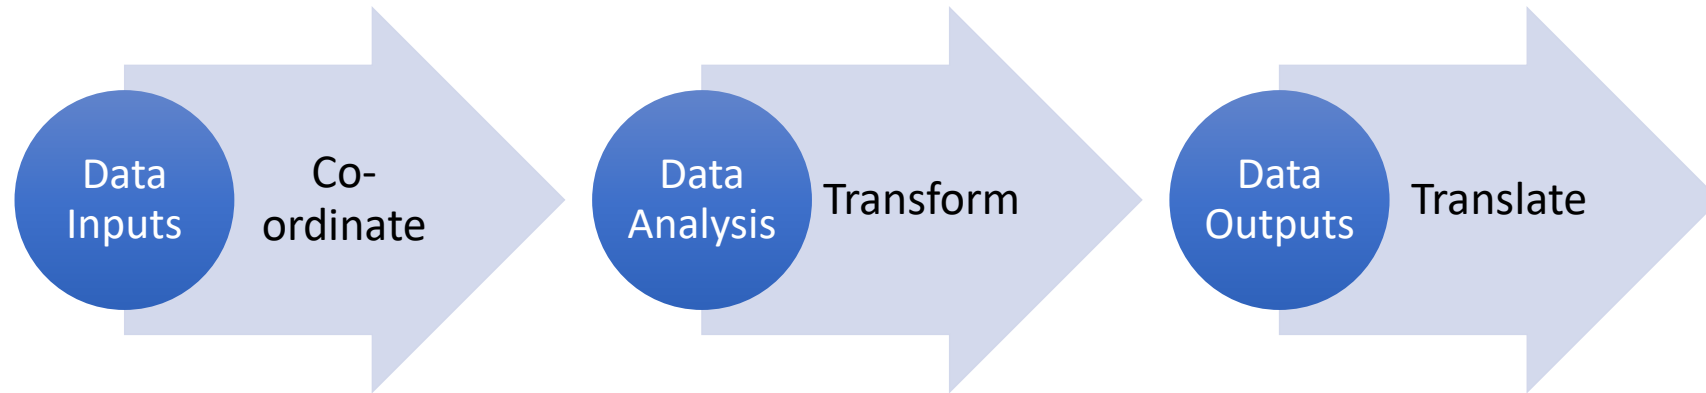 Data
Inputs
Co-
ordinate
Data
Analysis
Transform
Data
Outputs
Translate